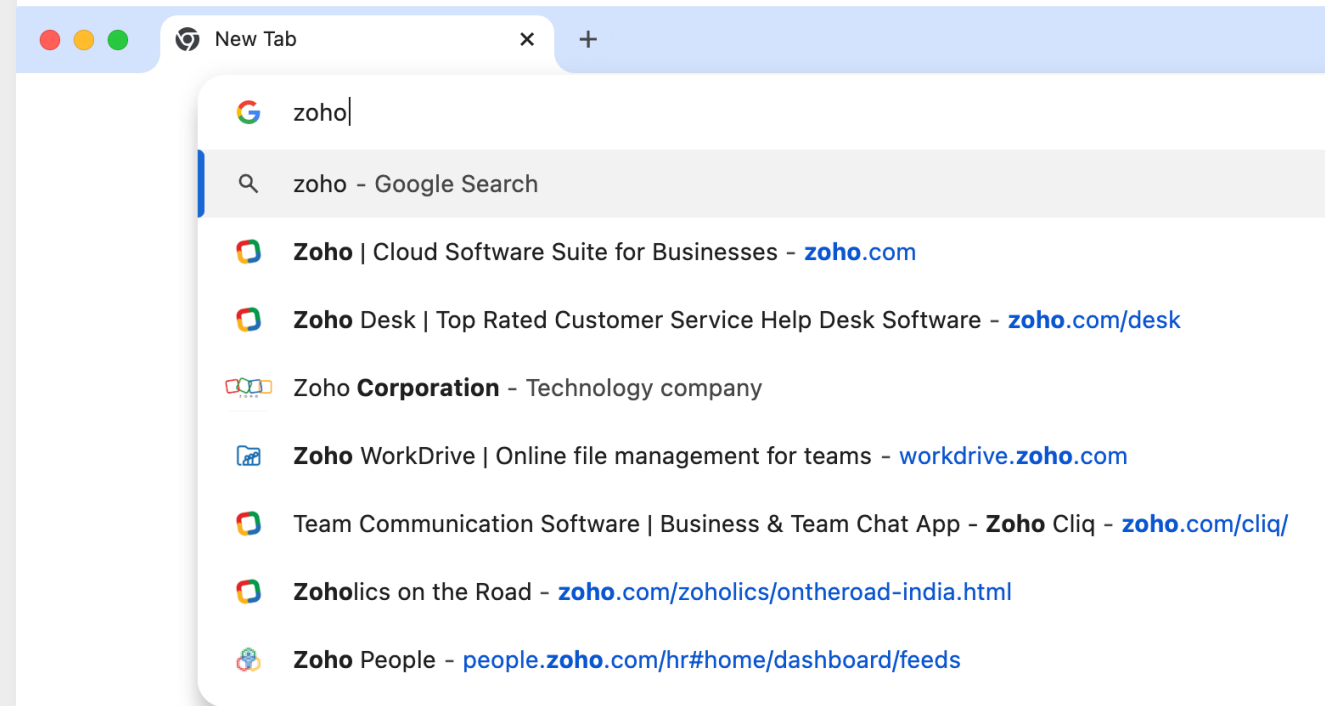 New Tab
zoho
zoho - Google Search
Zoho | Cloud Software Suite for Businesses - zoho.com
Zoho Desk | Top Rated Customer Service Help Desk Software - zoho.com/desk
ZOHO
Zoho Corporation - Technology company
Zoho WorkDrive | Online file management for teams - workdrive.zoho.com
Team Communication Software | Business & Team Chat App - Zoho Cliq - zoho.com/cliq/
Zoholics on the Road - zoho.com/zoholics/ontheroad-india.html
Zoho People - people.zoho.com/hr#home/dashboard/feeds